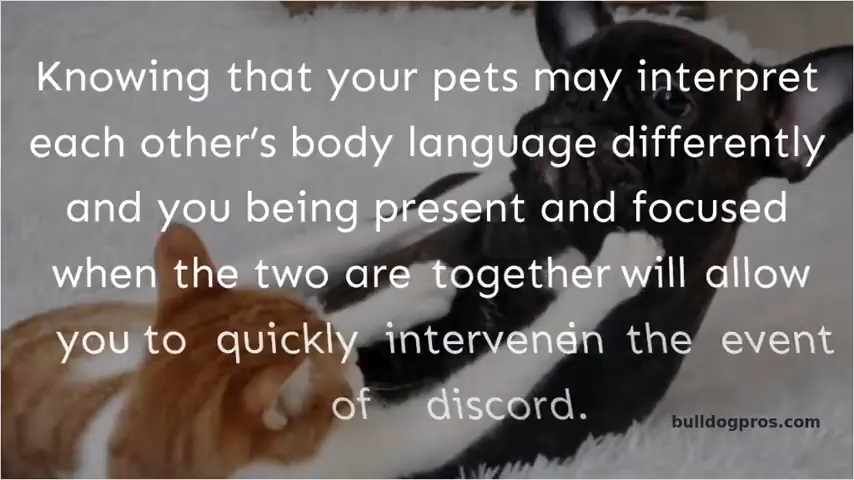 Knowing that your pets may interpret
each other’s body language differently
and you being present and focused
when the two are together will allow
you to quickly intervene in the event
of discord.
bulldogpros.com